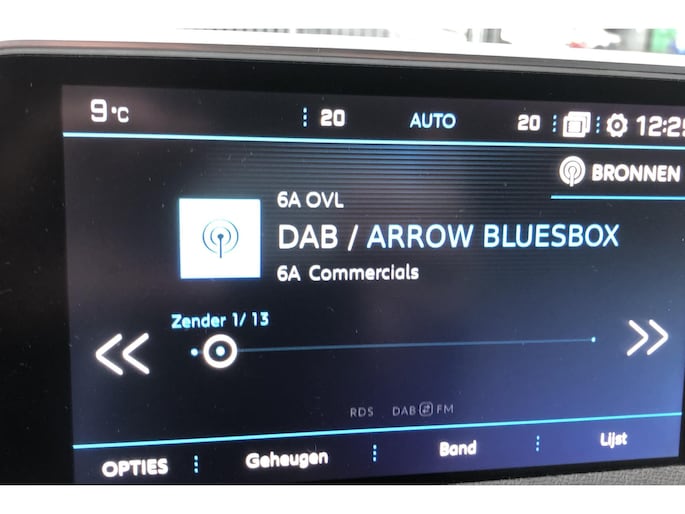 9°C 20 AUTO 20 12:2
BRONNEN
6A OVL
DAB / ARROW BLUESBOX
6A Commercials
Zender 1/ 13
RDS DAB FM
OPTIES Geheugen Band Lijst